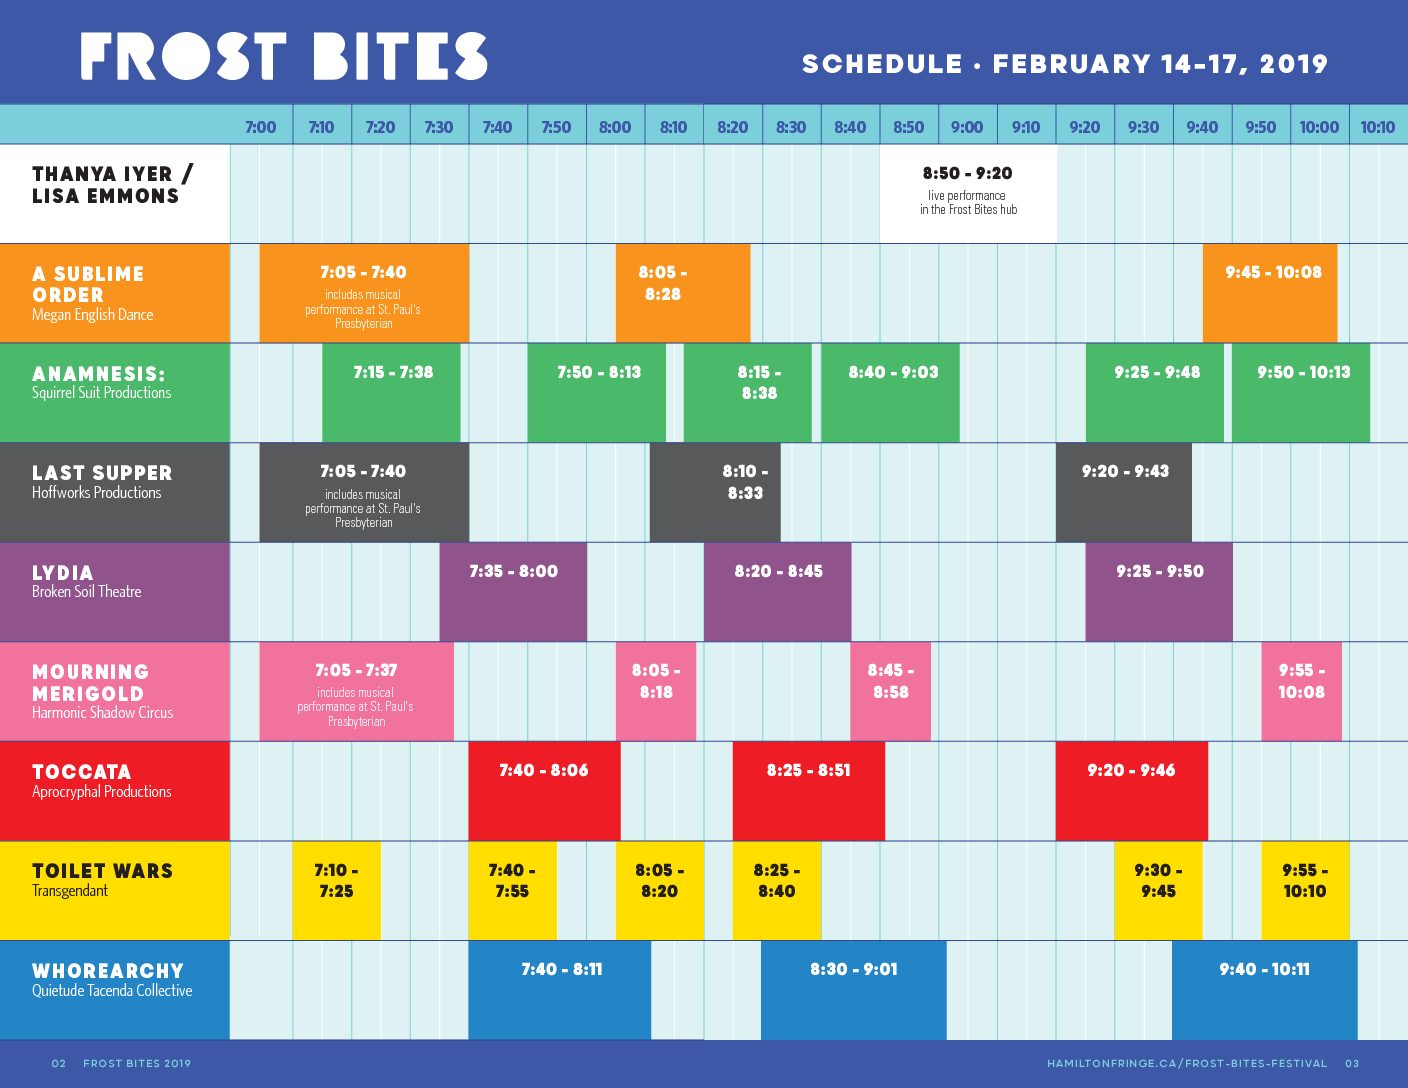 FROST BITES
SCHEDULE · FEBRUARY 14-17, 2019
7:00 7:10 7:20 7:30 7:40 7:50 8:00 8:10 8:20 8:30 8:40 8:50 9:00 9:10 9:20 9:30 9:40 9:50 10:00 10:10
THANYA IYER /
LISA EMMONS
8:50 - 9:20
live performance
in the Frost Bites hub
A SUBLIME
ORDER
Megan English Dance
7:05 - 7:40
includes musical
performance at St. Paul's
Presbyterian
8:05 -
8:28
9:45 - 10:08
ANAMNESIS:
Squirrel Suit Productions
7:15 - 7:38
7:50 - 8:13
8:15 -
8:38
8:40 - 9:03
9:25 - 9:48
9:50 - 10:13
LAST SUPPER
Hoffworks Productions
7:05 - 7:40
includes musical
performance at St. Paul's
Presbyterian
8:10 -
8:33
9:20 - 9:43
LYDIA
Broken Soil Theatre
7:35 - 8:00
8:20 - 8:45
9:25 - 9:50
MOURNING
MERIGOLD
Harmonic Shadow Circus
7:05 - 7:37
includes musical
performance at St. Paul's
Presbyterian
8:05 -
8:18
8:45 -
8:58
9:55 -
10:08
TOCCATA
Aprocryphal Productions
7:40 - 8:06
8:25 - 8:51
9:20 - 9:46
TOILET WARS
Transgendant
7:10 -
7:25
7:40 -
7:55
8:05 -
8:20
8:25 -
8:40
9:30 -
9:45
9:55 -
10:10
WHOREARCHY
Quietude Tacenda Collective
7:40 - 8:11
8:30 - 9:01
9:40 - 10:11
02 FROST BITES 2019
HAMILTONFRINGE.CA/FROST-BITES-FESTIVAL 03